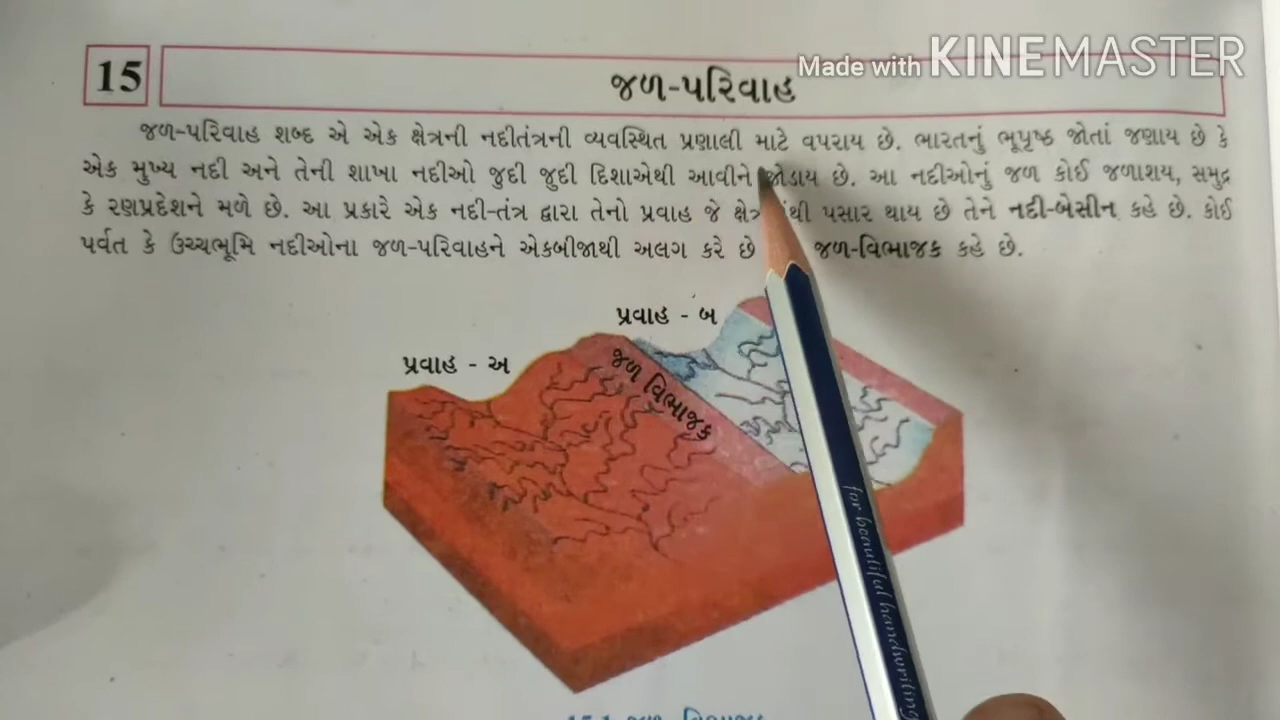 Made with KINEMASTER
15
જળ-પરિવાહ
જળ-પરિવાહ શબ્દ એ એક ક્ષેત્રની નદીતંત્રની વ્યવસ્થિત પ્રણાલી માટે વપરાય છે. ભારતનું ભૂપૃષ્ઠ જોતાં જણાય છે કે
એક મુખ્ય નદી અને તેની શાખા નદીઓ જુદી જુદી દિશાએથી આવીને જોડાય છે. આ નદીઓનું જળ કોઈ જળાશય, સમુદ્ર
કે રણપ્રદેશને મળે છે. આ પ્રકારે એક નદી-તંત્ર દ્વારા તેનો પ્રવાહ જે પસાર થાય છે તેને નદી-બેસીન કહે છે. કોઈ
પર્વત કે ઉચ્ચભૂમિ નદીઓના જળ-પરિવાહને એકબીજાથી અલગ કરે છે જળ-વિભાજક કહે છે.
પ્રવાહ - બ
પ્રવાહ - અ
જળ વિભાજક
for beautiful handwriting